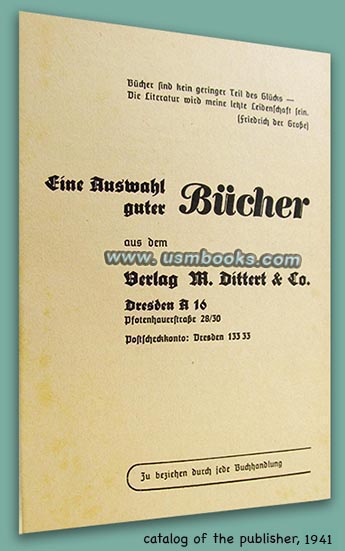 Bücher sind kein geringer Teil des Glücks —
Die Literatur wird meine letzte Leidenschaft sein.
(Friedrich der Große)
Eine Auswahl
guter Bücher
aus dem
www.usmbooks.com
Verlag M. Dittert & Co.
Dresden A 16
Pfotenhauerstraße 28/30
Postscheckkonto: Dresden 133 33
Zu beziehen durch jede Buchhandlung
catalog of the publisher, 1941